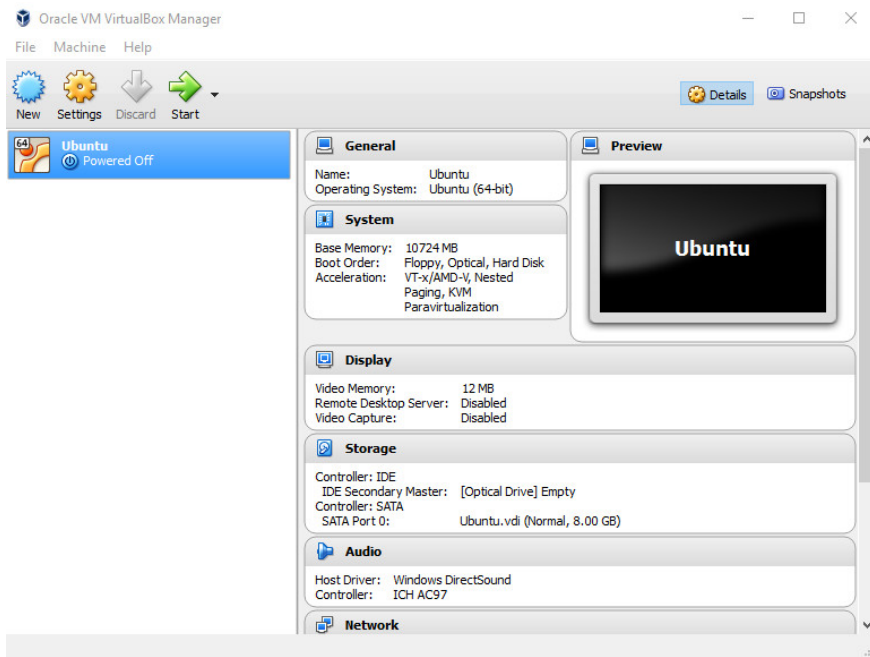 Oracle VM VirtualBox Manager
File Machine Help
New Settings Discard Start
Details Snapshots
64 Ubuntu
Powered Off
General
Name: Ubuntu
Operating System: Ubuntu (64-bit)
System
Base Memory: 10724 MB
Boot Order: Floppy, Optical, Hard Disk
Acceleration: VT-x/AMD-V, Nested
Paging, KVM
Paravirtualization
Preview
Ubuntu
Display
Video Memory: 12 MB
Remote Desktop Server: Disabled
Video Capture: Disabled
Storage
Controller: IDE
IDE Secondary Master: [Optical Drive] Empty
Controller: SATA
SATA Port 0: Ubuntu.vdi (Normal, 8.00 GB)
Audio
Host Driver: Windows DirectSound
Controller: ICH AC97
Network